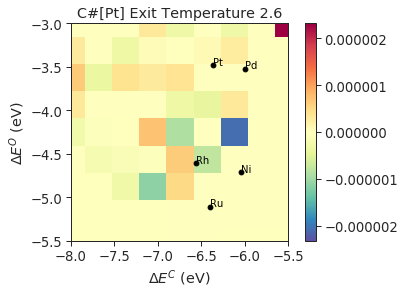 C#[Pt] Exit Temperature 2.6
−3.0
−3.5
−4.0
−4.5
−5.0
−5.5
ΔE^O (eV)
Pt
Pd
Rh
Ni
Ru
−8.0 −7.5 −7.0 −6.5 −6.0 −5.5
ΔE^C (eV)
0.000002
0.000001
0.000000
−0.000001
−0.000002